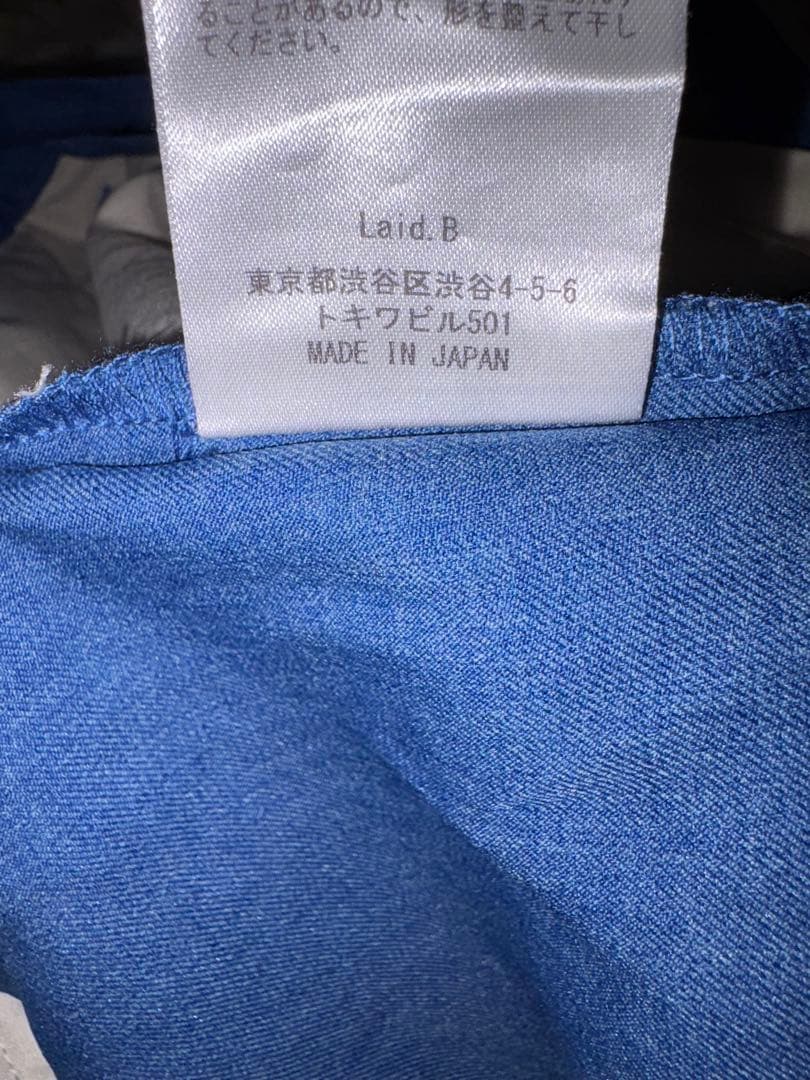 ることがあるので、形を整えて干し
てください。
Laid.B
東京都渋谷区渋谷4-5-6
トキワビル501
MADE IN JAPAN